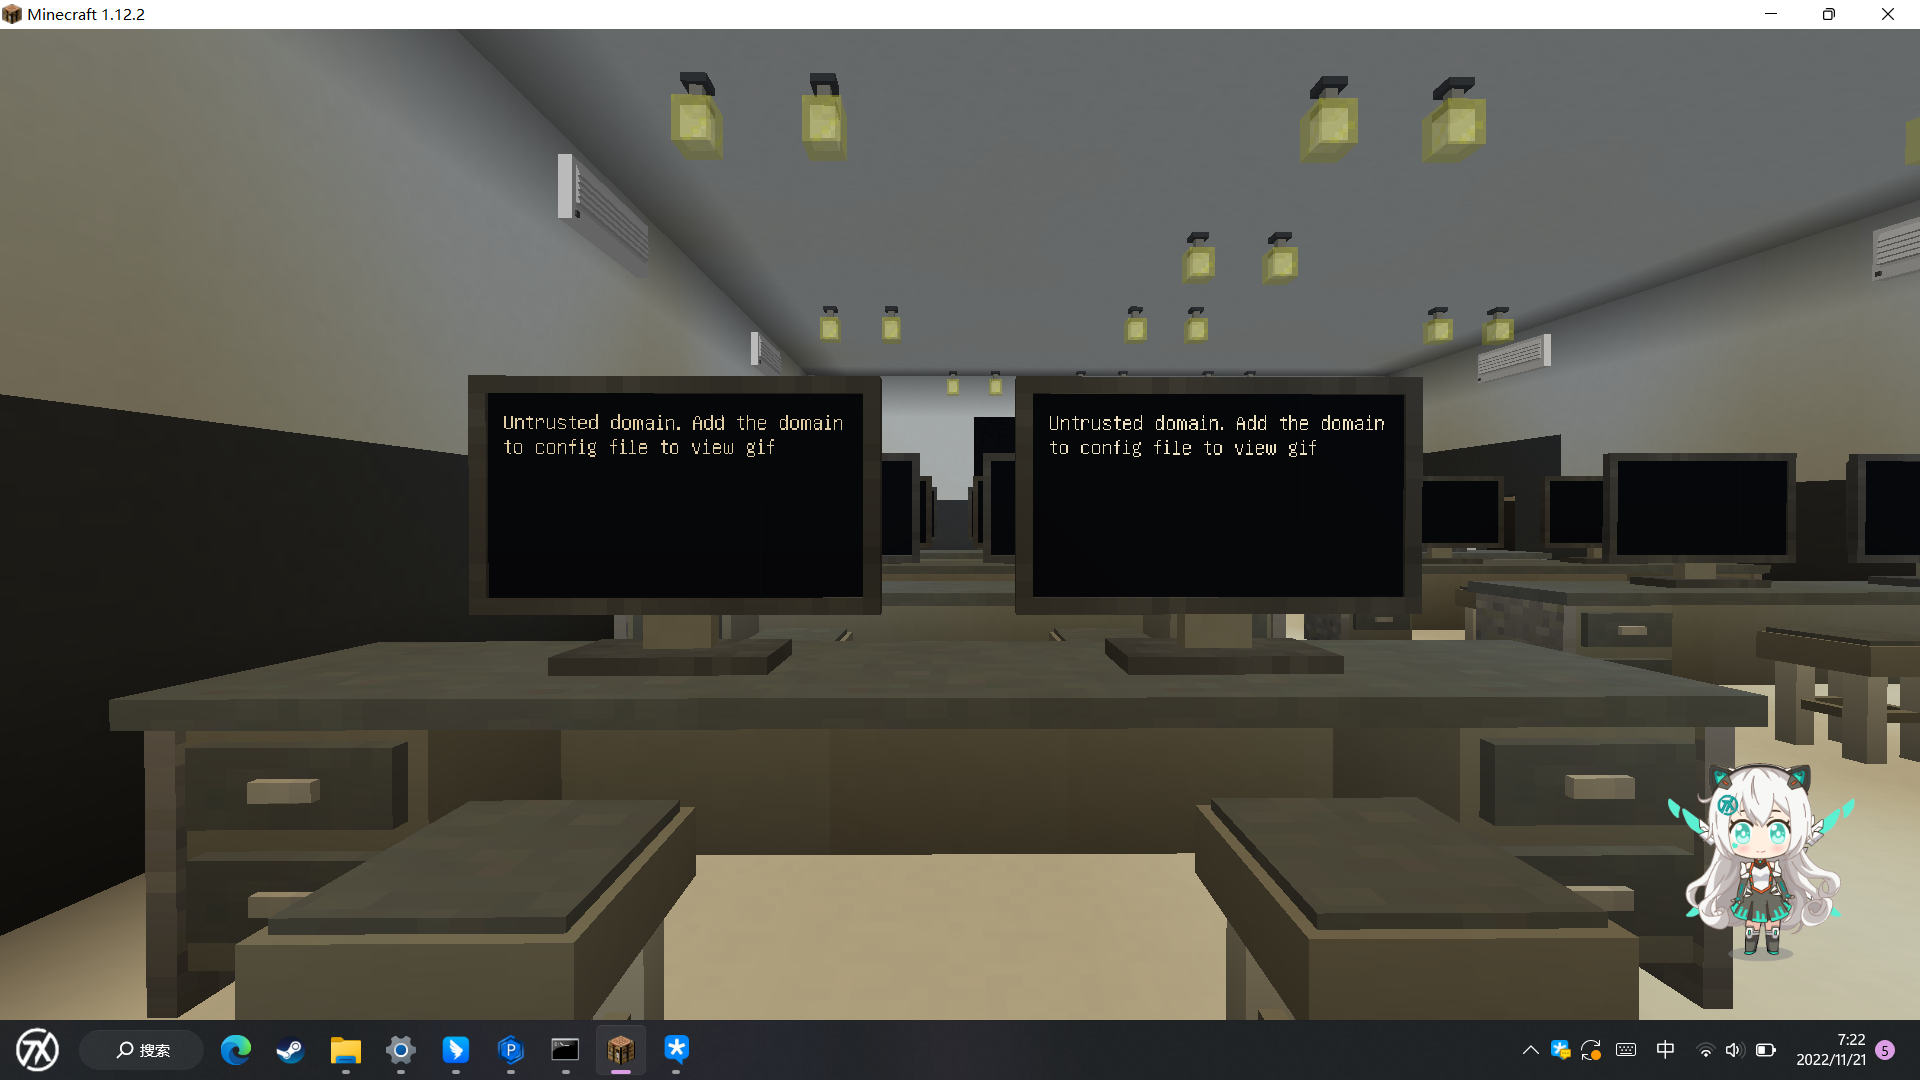 Minecraft 1.12.2
Untrusted domain. Add the domain
to config file to view gif
Untrusted domain. Add the domain
to config file to view gif
搜索
P
中
7:22
2022/11/21
5